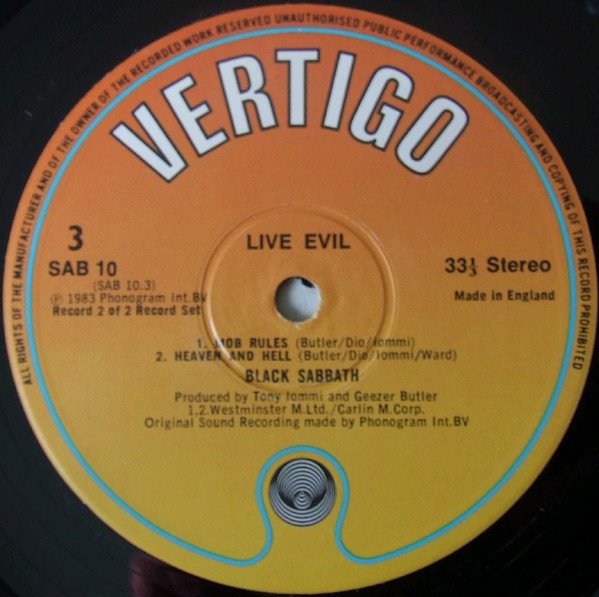 ALL RIGHTS OF THE MANUFACTURER AND OF THE OWNER OF THE RECORDED WORK RESERVED UNAUTHORISED PUBLIC PERFORMANCE BROADCASTING AND COPYING OF THIS RECORD PROHIBITED
VERTIGO
LIVE EVIL
3
SAB 10
(SAB 10.3)
℗ 1983 Phonogram Int.BV
Record 2 of 2 Record Set
33⅓ Stereo
Made in England
1. MOB RULES (Butler/Dio/Iommi)
2. HEAVEN AND HELL (Butler/Dio/Iommi/Ward)
BLACK SABBATH
Produced by Tony Iommi and Geezer Butler
1,2.Westminster M.Ltd./Carlin M.Corp.
Original Sound Recording made by Phonogram Int.BV